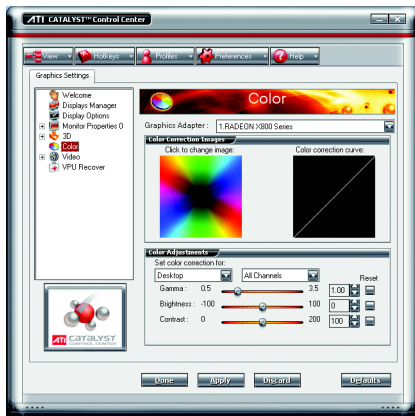 ATI CATALYST™ Control Center
View Hotkeys Profiles Preferences Help
Graphics Settings
Welcome
Displays Manager
Display Options
Monitor Properties 0
3D
Color
Video
VPU Recover
Color
Graphics Adapter : 1.RADEON X800 Series
Color Correction Images
Click to change image: Color correction curve:
Color Adjustments
Set color correction for:
Desktop All Channels Reset
Gamma : 0.5 3.5 1.00
Brightness : -100 100 0
Contrast : 0 200 100
ATI CATALYST
CONTROL CENTER
Done Apply Discard Defaults